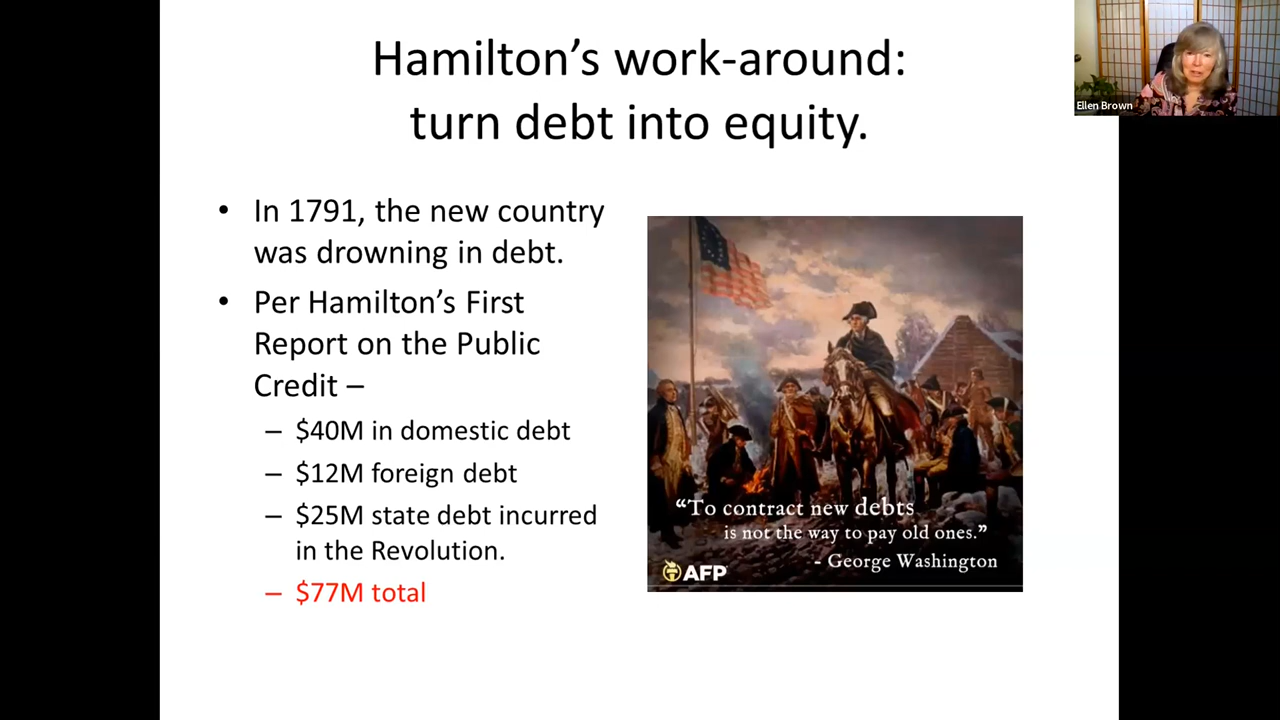 Hamilton’s work-around:
turn debt into equity.
Ellen Brown
• In 1791, the new country
was drowning in debt.
• Per Hamilton’s First
Report on the Public
Credit –
– $40M in domestic debt
– $12M foreign debt
– $25M state debt incurred
in the Revolution.
– $77M total
“To contract new debts
is not the way to pay old ones.”
- George Washington
AFP